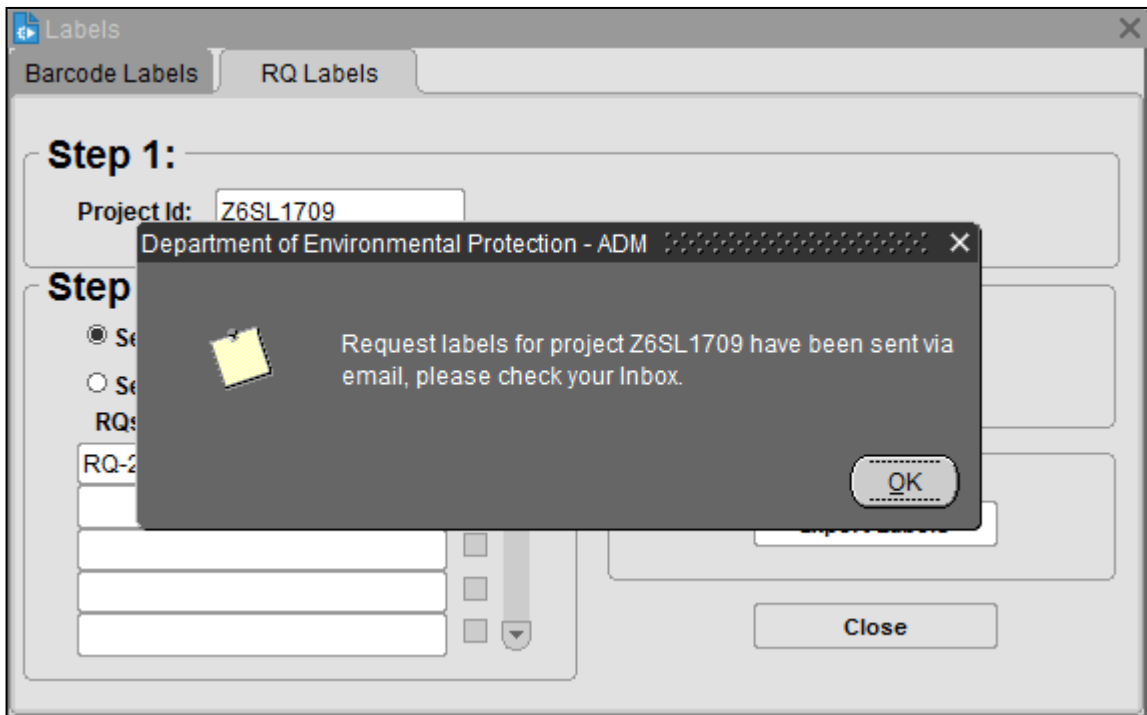 Labels
Barcode Labels
RQ Labels
Step 1:
Project Id: Z6SL1709
Department of Environmental Protection - ADM
Step
Request labels for project Z6SL1709 have been sent via
email, please check your Inbox.
RQ-2
OK
Close